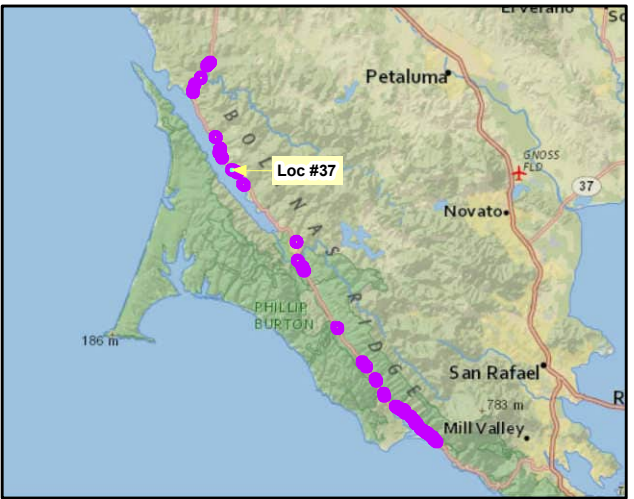 El Verano
Petaluma
GNOSS
FLD
37
BOLINAS RIDGE
Loc #37
Novato
PHILLIP
BURTON
186 m
San Rafael
783 m
Mill Valley